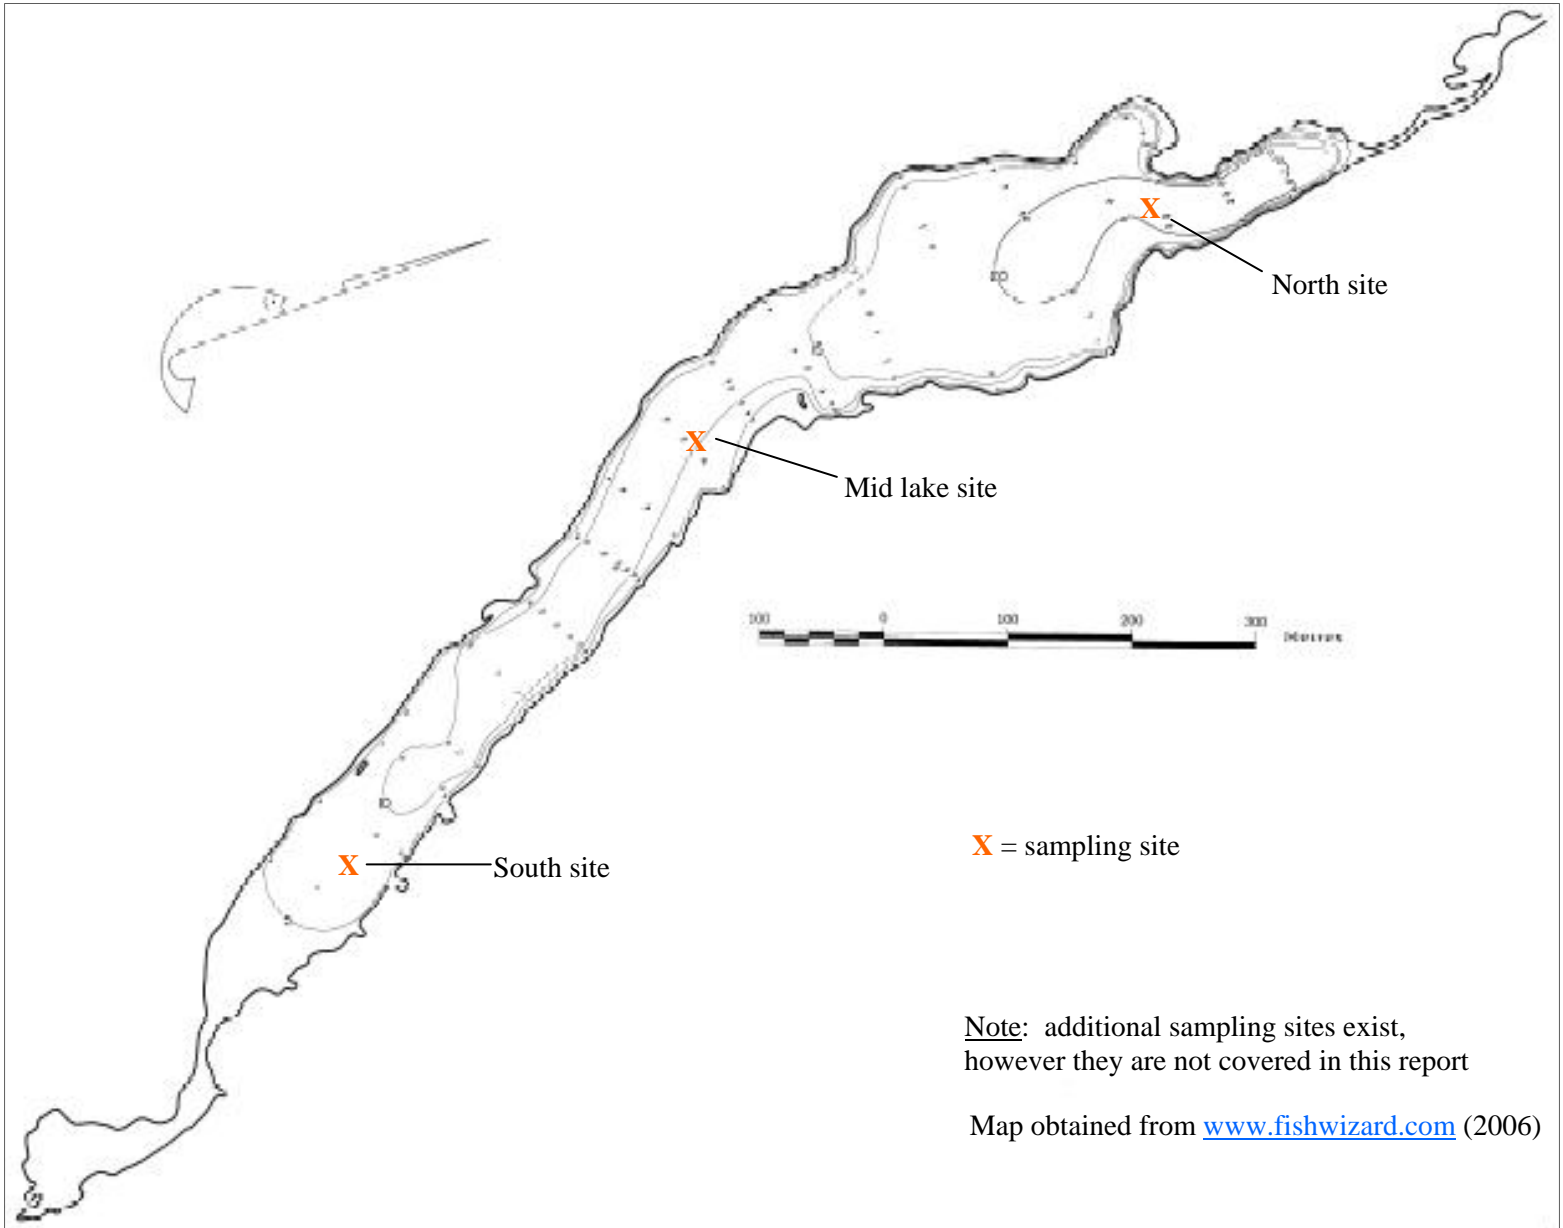 North site
Mid lake site
100 0 100 200 300 Metres
X = sampling site
South site
Note: additional sampling sites exist,
however they are not covered in this report
Map obtained from www.fishwizard.com (2006)